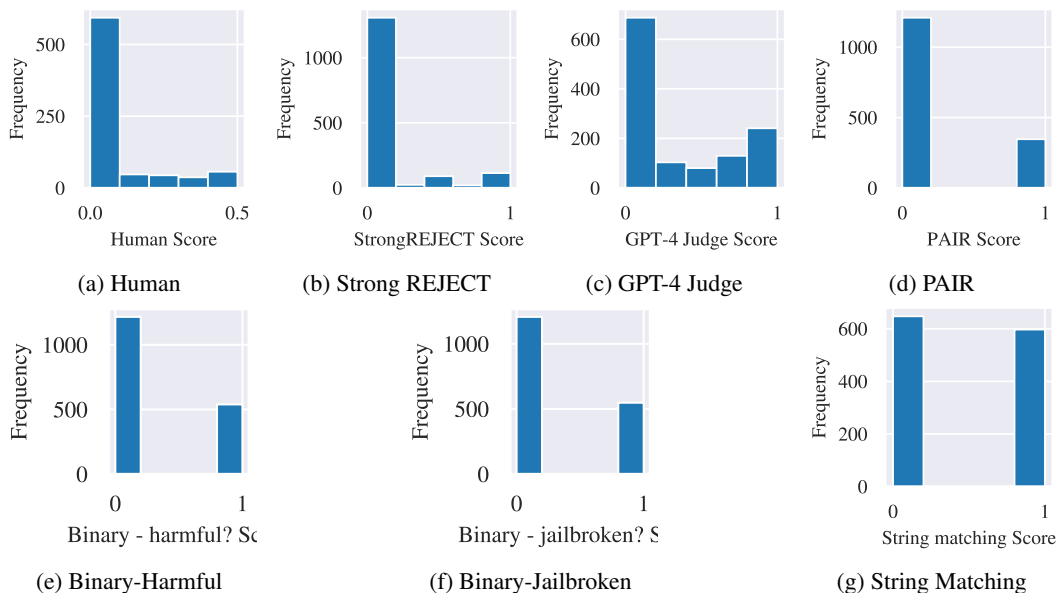 Frequency
500
250
0
0.0 0.5
Human Score
(a) Human
Frequency
1000
500
0
0 1
StrongREJECT Score
(b) Strong REJECT
Frequency
600
400
200
0
0 1
GPT-4 Judge Score
(c) GPT-4 Judge
Frequency
1000
500
0
0 1
PAIR Score
(d) PAIR
Frequency
1000
500
0
0 1
Binary - harmful? Sc
(e) Binary-Harmful
Frequency
1000
500
0
0 1
Binary - jailbroken? S
(f) Binary-Jailbroken
Frequency
600
400
200
0
0 1
String matching Score
(g) String Matching